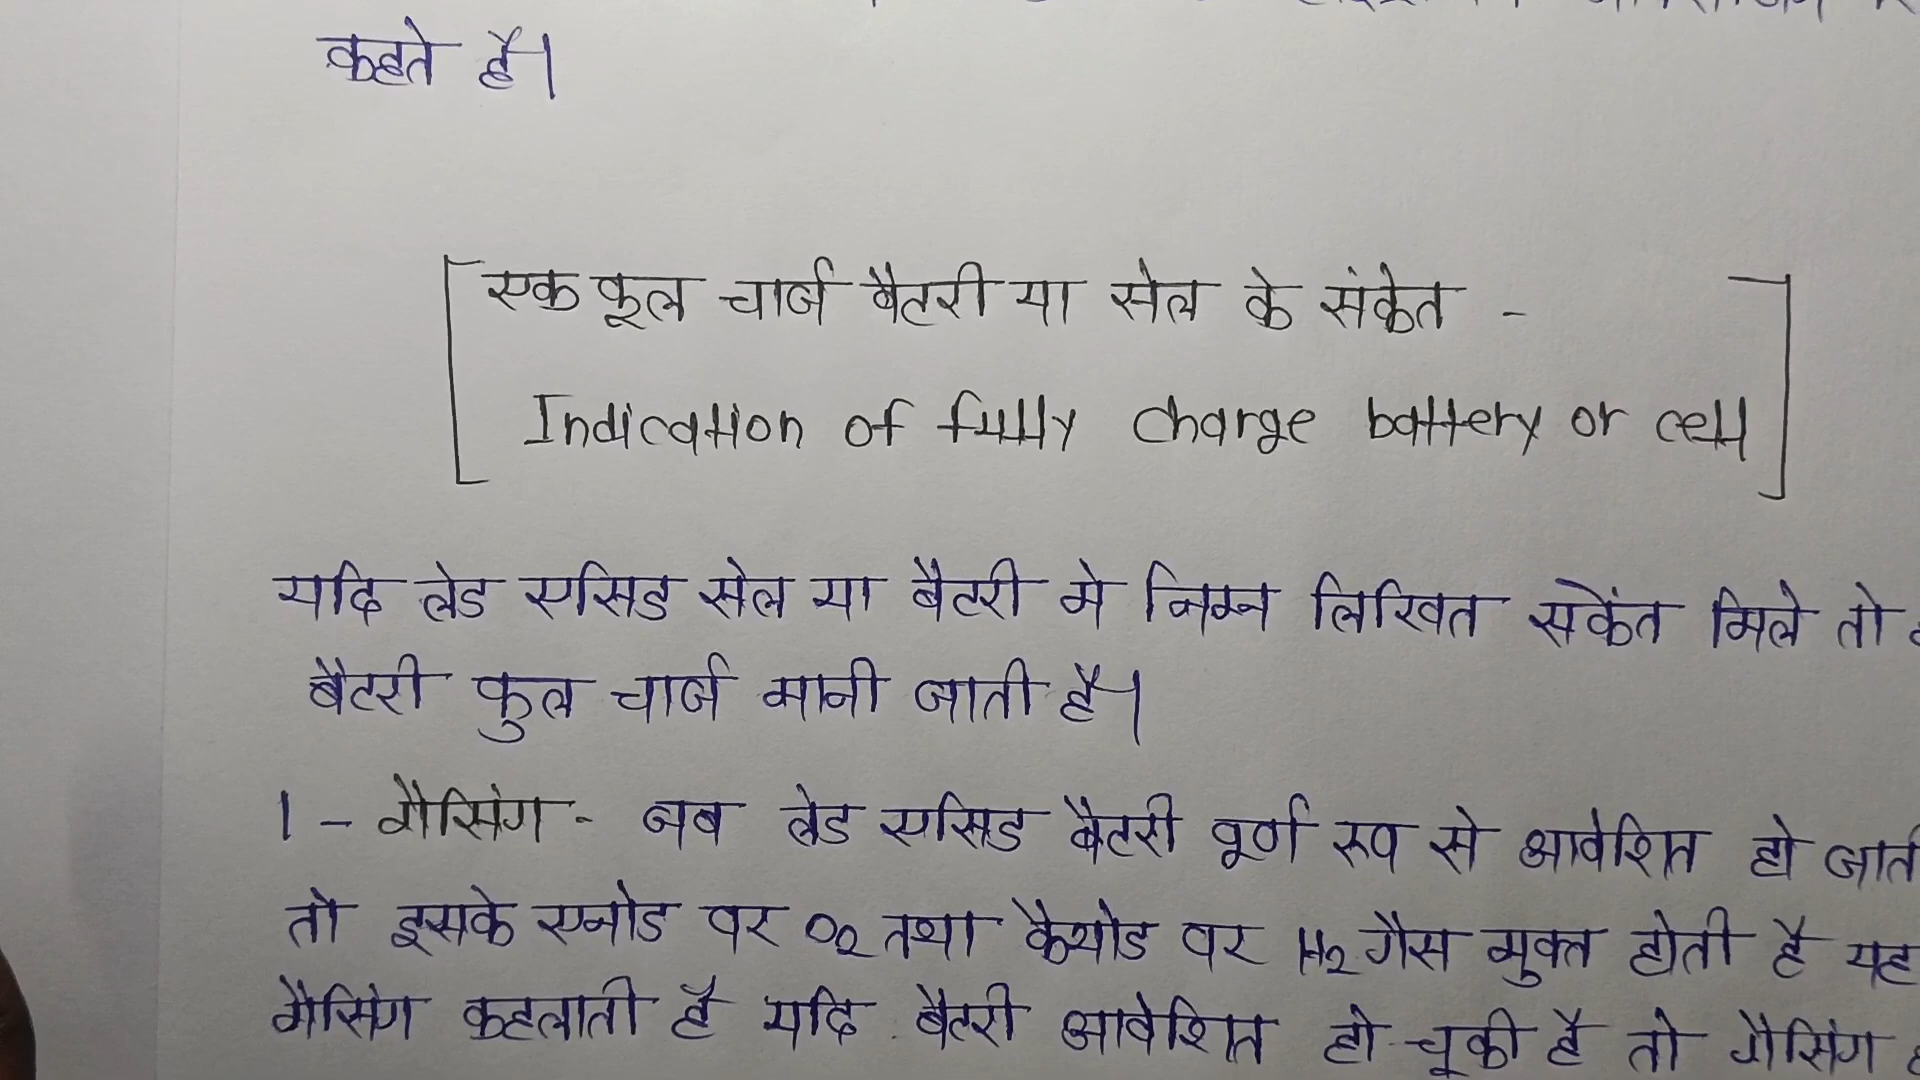 कहते है।
एक फूल चार्ज बैटरी या सेल के संकेत -
Indication of fully charge battery or cell
यदि लेड एसिड सेल या बैटरी मे निम्न लिखित सकेंत मिले तो
बैटरी फुल चार्ज मानी जाती है।
1 - गैसिंग - जब लेड एसिड बैटरी पूर्ण रूप से आवेशित हो जाती
तो इसके एनोड पर O2 तथा कैथोड पर H2 गैस मुक्त होती है यह
गैसिंग कहलाती है यदि बैटरी आवेशित हो चूकी है तो गैसिंग